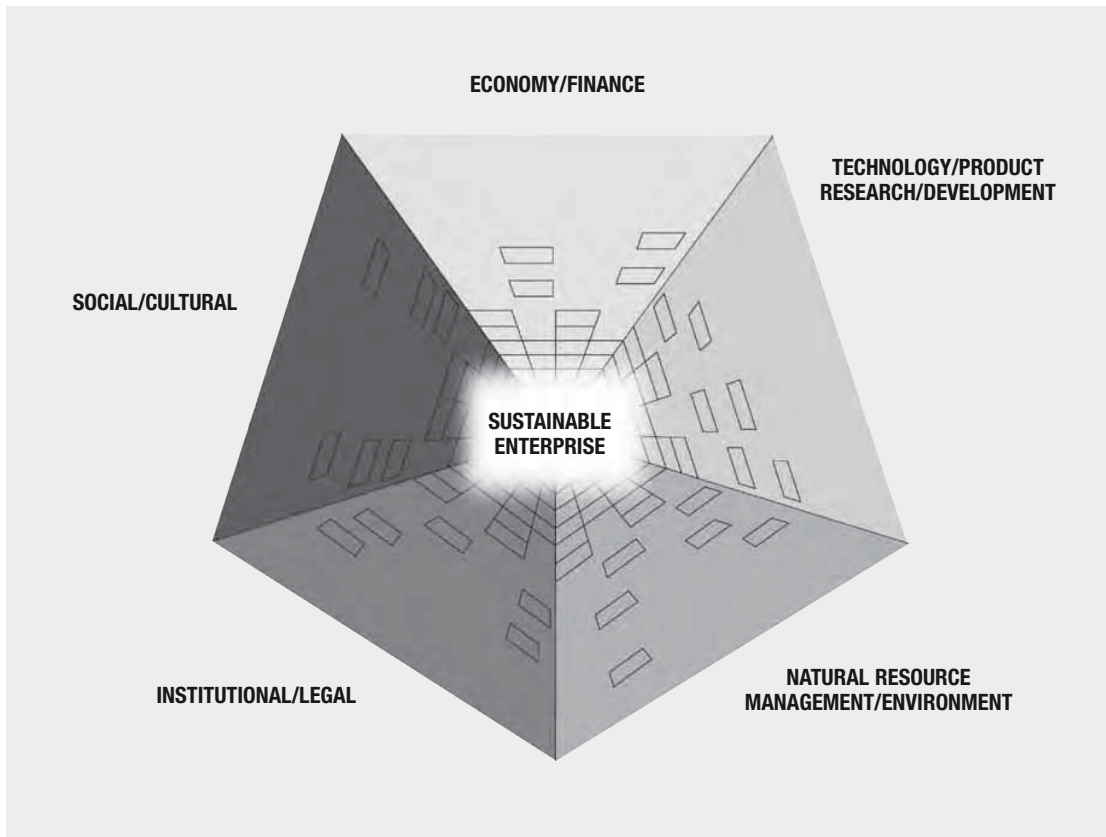 ECONOMY/FINANCE
TECHNOLOGY/PRODUCT
RESEARCH/DEVELOPMENT
SOCIAL/CULTURAL
SUSTAINABLE
ENTERPRISE
INSTITUTIONAL/LEGAL
NATURAL RESOURCE
MANAGEMENT/ENVIRONMENT